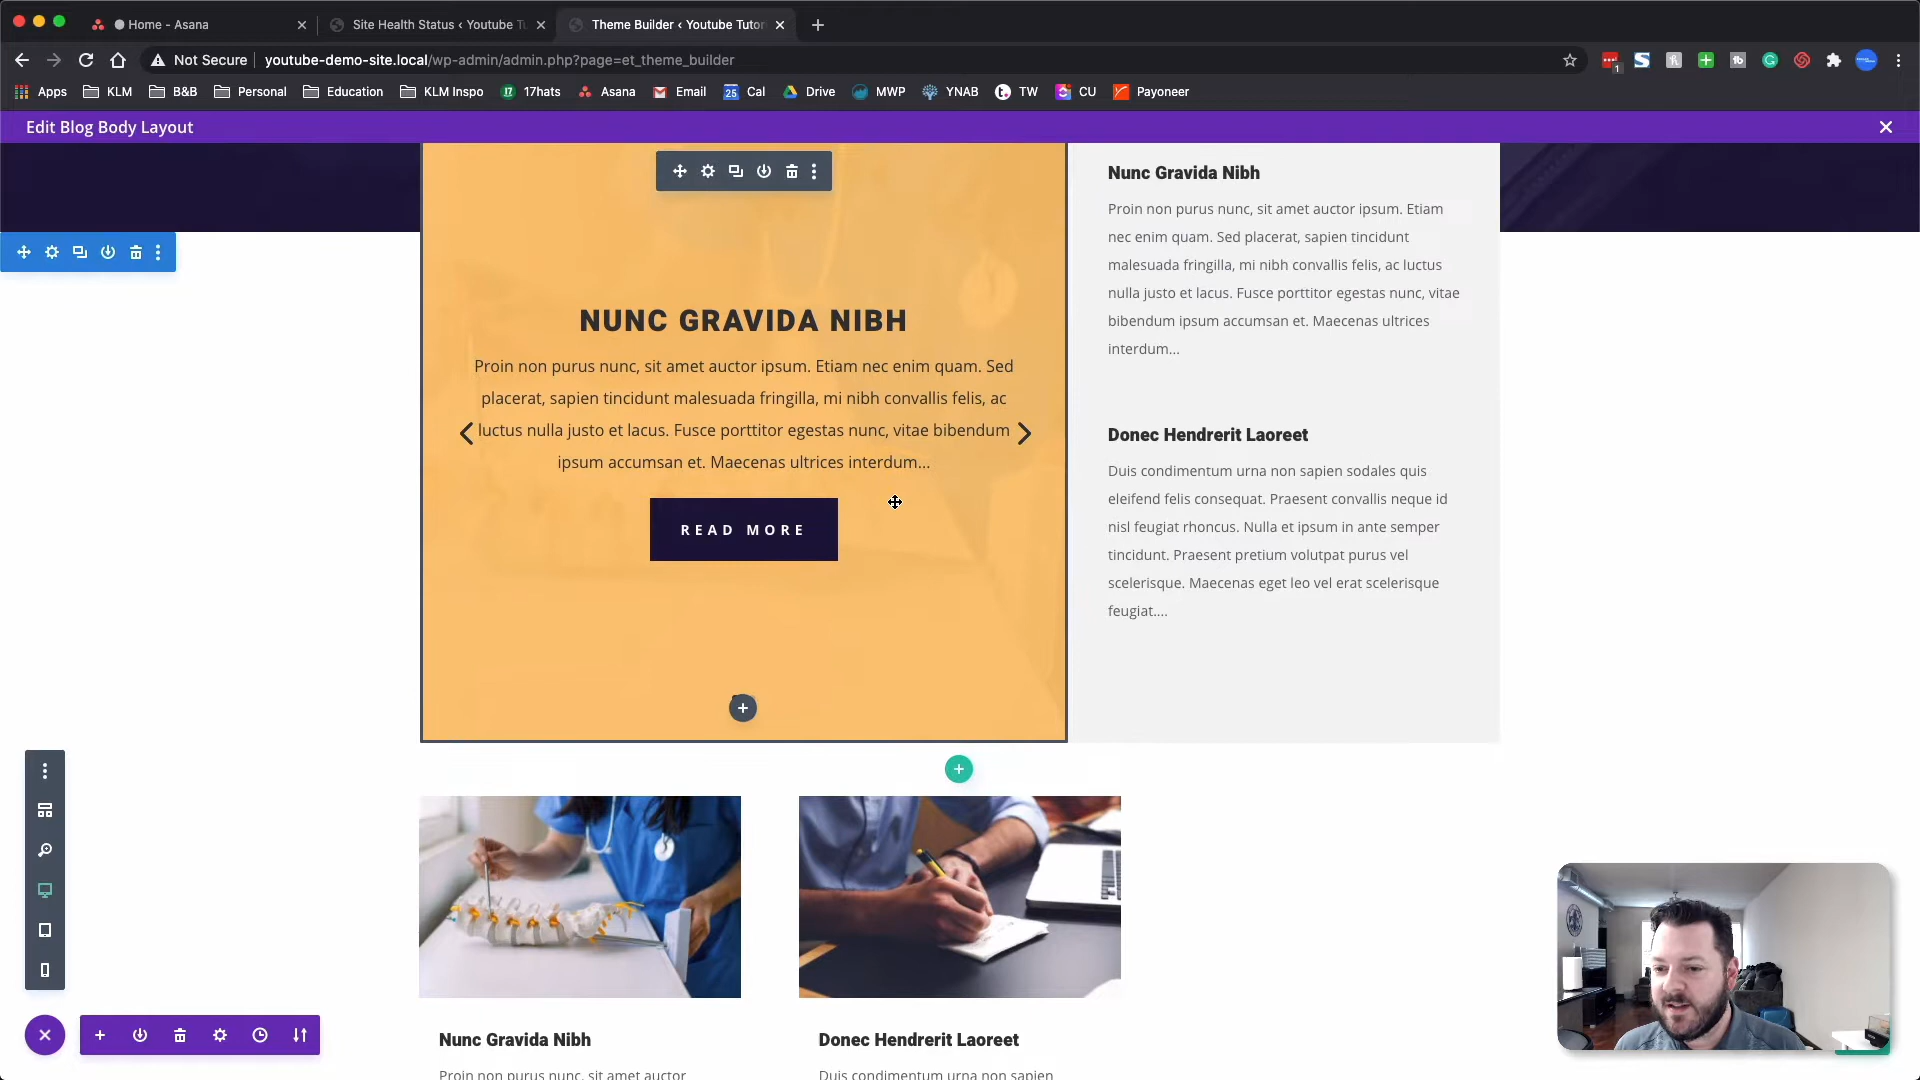 Home - Asana
Site Health Status ‹ Youtube Tu
Theme Builder ‹ Youtube Tutor
Not Secure
youtube-demo-site.local/wp-admin/admin.php?page=et_theme_builder
1
Apps
KLM
B&B
Personal
Education
KLM Inspo
17hats
Asana
Email
25
Cal
Drive
MWP
YNAB
TW
CU
Payoneer
Edit Blog Body Layout
NUNC GRAVIDA NIBH
Proin non purus nunc, sit amet auctor ipsum. Etiam nec enim quam. Sed
placerat, sapien tincidunt malesuada fringilla, mi nibh convallis felis, ac
luctus nulla justo et lacus. Fusce porttitor egestas nunc, vitae bibendum
ipsum accumsan et. Maecenas ultrices interdum...
READ MORE
Nunc Gravida Nibh
Proin non purus nunc, sit amet auctor ipsum. Etiam
nec enim quam. Sed placerat, sapien tincidunt
malesuada fringilla, mi nibh convallis felis, ac luctus
nulla justo et lacus. Fusce porttitor egestas nunc, vitae
bibendum ipsum accumsan et. Maecenas ultrices
interdum...
Donec Hendrerit Laoreet
Duis condimentum urna non sapien sodales quis
eleifend felis consequat. Praesent convallis neque id
nisl feugiat rhoncus. Nulla et ipsum in ante semper
tincidunt. Praesent pretium volutpat purus vel
scelerisque. Maecenas eget leo vel erat scelerisque
feugiat....
Nunc Gravida Nibh
Proin non purus nunc, sit amet auctor
Donec Hendrerit Laoreet
Duis condimentum urna non sapien